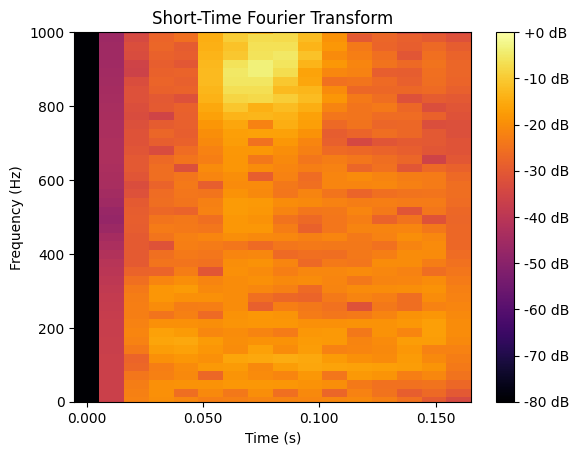 Short-Time Fourier Transform
1000
800
600
400
200
0
Frequency (Hz)
0.000
0.050
0.100
0.150
Time (s)
+0 dB
-10 dB
-20 dB
-30 dB
-40 dB
-50 dB
-60 dB
-70 dB
-80 dB